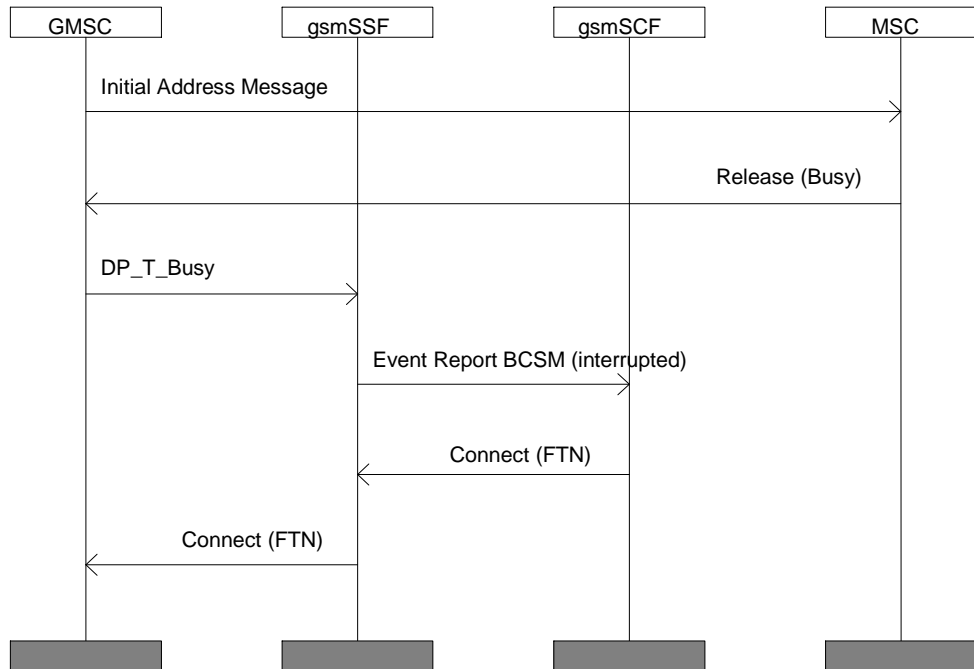 GMSC
gsmSSF
gsmSCF
MSC
Initial Address Message
Release (Busy)
DP_T_Busy
Event Report BCSM (interrupted)
Connect (FTN)
Connect (FTN)